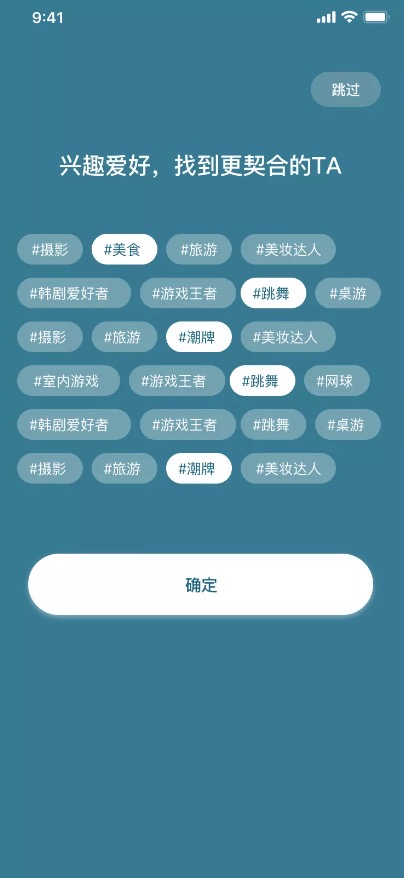 9:41
跳过
兴趣爱好，找到更契合的TA
#摄影 #美食 #旅游 #美妆达人
#韩剧爱好者 #游戏王者 #跳舞 #桌游
#摄影 #旅游 #潮牌 #美妆达人
#室内游戏 #游戏王者 #跳舞 #网球
#韩剧爱好者 #游戏王者 #跳舞 #桌游
#摄影 #旅游 #潮牌 #美妆达人
确定